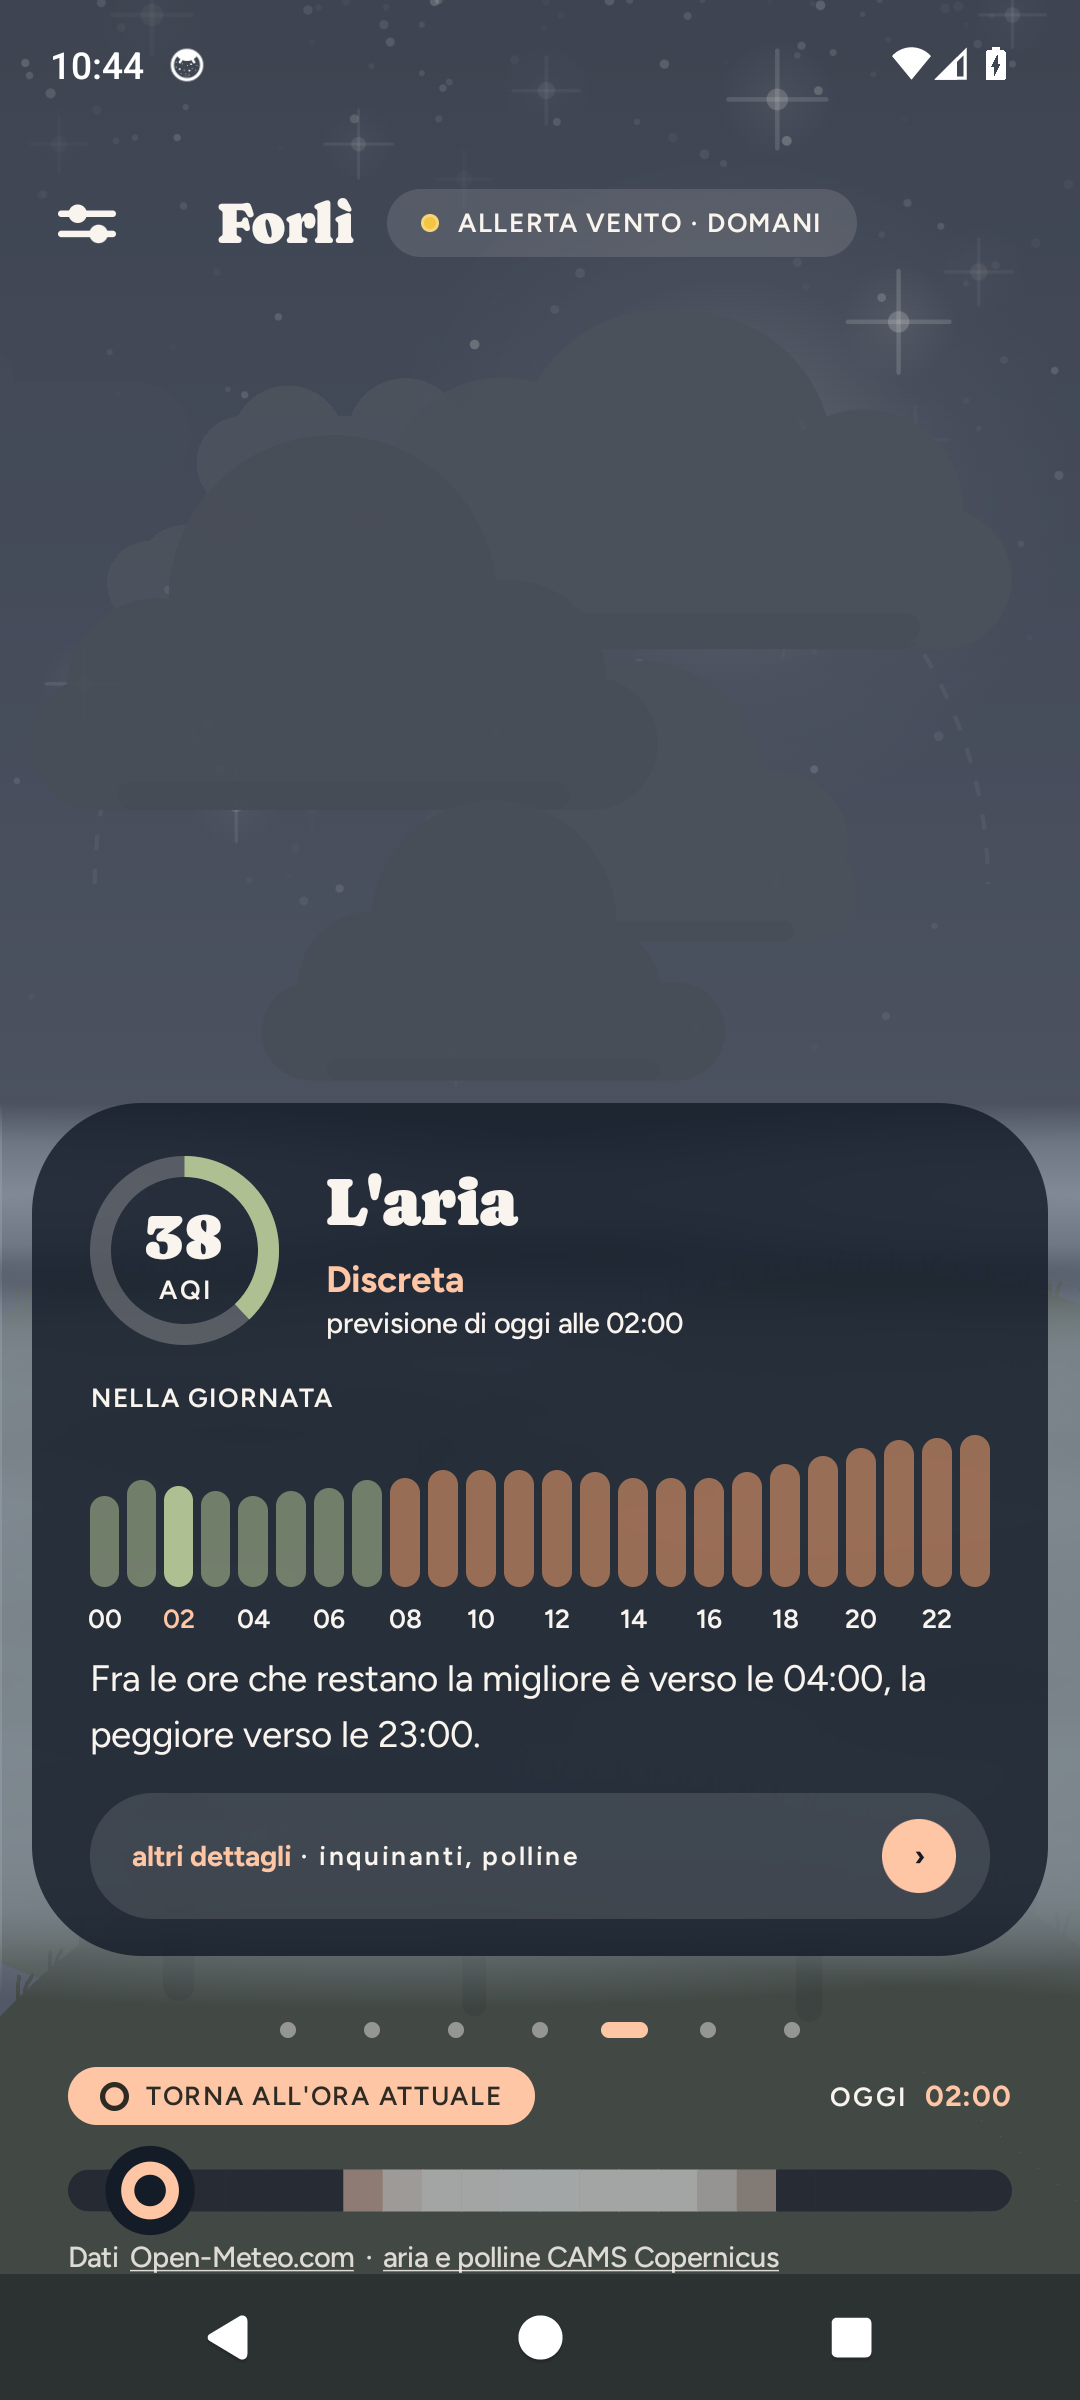 10:44
Forlì
ALLERTA VENTO · DOMANI
38
AQI
L'aria
Discreta
previsione di oggi alle 02:00
NELLA GIORNATA
00 02 04 06 08 10 12 14 16 18 20 22
Fra le ore che restano la migliore è verso le 04:00, la
peggiore verso le 23:00.
altri dettagli · inquinanti, polline
TORNA ALL'ORA ATTUALE
OGGI 02:00
Dati Open-Meteo.com · aria e polline CAMS Copernicus